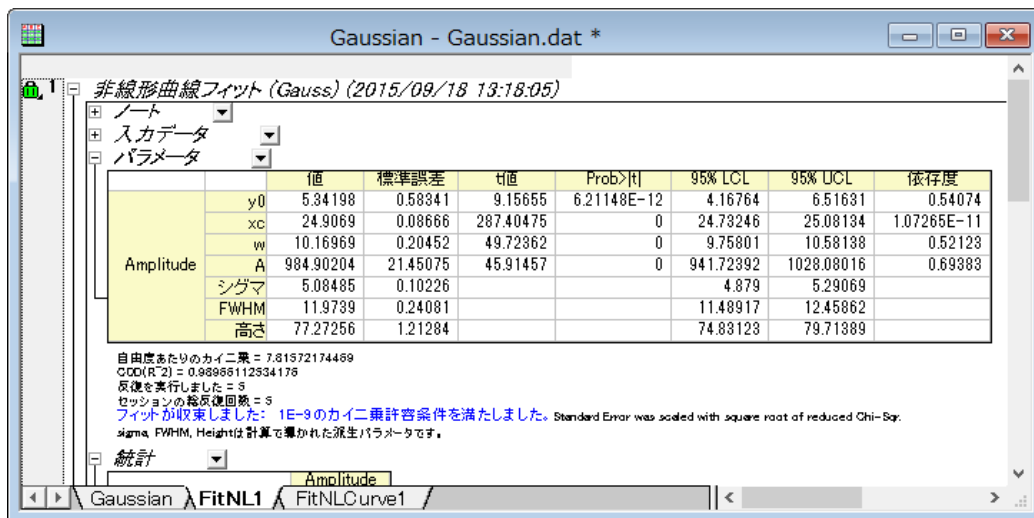 Gaussian - Gaussian.dat *
1 非線形曲線フィット (Gauss) (2015/09/18 13:18:05)
ノート
入力データ
パラメータ
値 標準誤差 t値 Prob>|t| 95% LCL 95% UCL 依存度
y0 5.34198 0.58341 9.15655 6.21148E-12 4.16764 6.51631 0.54074
xc 24.9069 0.08666 287.40475 0 24.73246 25.08134 1.07265E-11
w 10.16969 0.20452 49.72362 0 9.75801 10.58138 0.52123
Amplitude A 984.90204 21.45075 45.91457 0 941.72392 1028.08016 0.69383
シグマ 5.08485 0.10226 4.879 5.29069
FWHM 11.9739 0.24081 11.48917 12.45862
高さ 77.27256 1.21284 74.83123 79.71389
自由度あたりのカイ二乗 = 7.81572174469
COD(R^2) = 0.98966112534176
反復を実行しました = 5
セッションの総反復回数 = 5
フィットが収束しました: 1E-9のカイ二乗許容条件を満たしました。 Standard Error was scaled with square root of reduced Chi-Sqr.
sigma, FWHM, Heightは計算で導かれた派生パラメータです。
統計
Amplitude
Gaussian FitNL1 FitNLCurve1